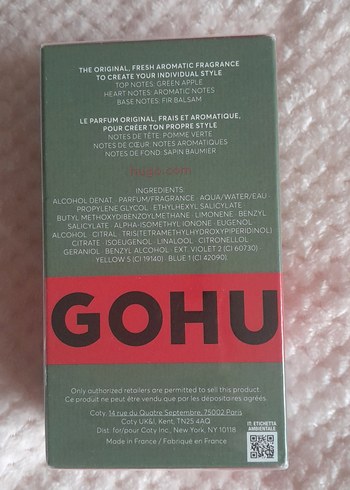 THE ORIGINAL, FRESH AROMATIC FRAGRANCE
TO CREATE YOUR INDIVIDUAL STYLE
TOP NOTES: GREEN APPLE
HEART NOTES: AROMATIC NOTES
BASE NOTES: FIR BALSAM
LE PARFUM ORIGINAL, FRAIS ET AROMATIQUE,
POUR CRÉER TON PROPRE STYLE
NOTES DE TÊTE: POMME VERTE
NOTES DE CŒUR: NOTES AROMATIQUES
NOTES DE FOND: SAPIN BAUMIER
hugo.com
INGREDIENTS:
ALCOHOL DENAT. · PARFUM/FRAGRANCE · AQUA/WATER/EAU ·
PROPYLENE GLYCOL · ETHYLHEXYL SALICYLATE ·
BUTYL METHOXYDIBENZOYLMETHANE · LIMONENE · BENZYL
SALICYLATE · ALPHA-ISOMETHYL IONONE · EUGENOL ·
ALCOHOL · CITRAL · TRIS(TETRAMETHYLHYDROXYPIPERIDINOL)
CITRATE · ISOEUGENOL · LINALOOL · CITRONELLOL
GERANIOL · BENZYL ALCOHOL · EXT. VIOLET 2 (CI 60730)
YELLOW 5 (CI 19140) · BLUE 1 (CI 42090)
GOHU
Only authorized retailers are permitted to sell this product
Ce produit ne peut être vendu que par les depositaires agréés
Coty, 14 rue du Quatre Septembre, 75002 Paris
Coty UK&I, Kent, TN25 4AQ
Dist. for/pour Coty Inc., New York, NY 10118
Made in France / Fabriqué en France
IT: ETICHETTA
AMBIENTALE